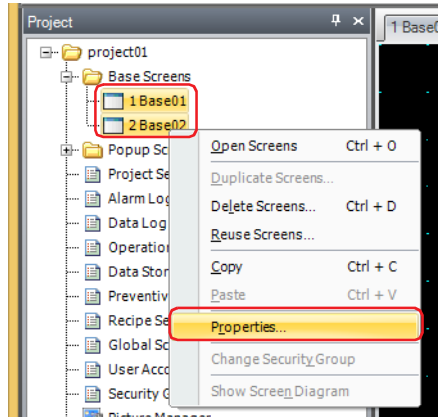 Project
1 Base0
project01
Base Screens
1 Base01
2 Base02
Popup Sc
Open Screens Ctrl + O
Project Se
Duplicate Screens...
Alarm Log
Delete Screens... Ctrl + D
Data Log
Reuse Screens...
Operation
Copy Ctrl + C
Data Stor
Paste Ctrl + V
Preventiv
Recipe Se
Properties...
Global Sc
Change Security Group
User Acco
Security G
Show Screen Diagram
Picture Manager